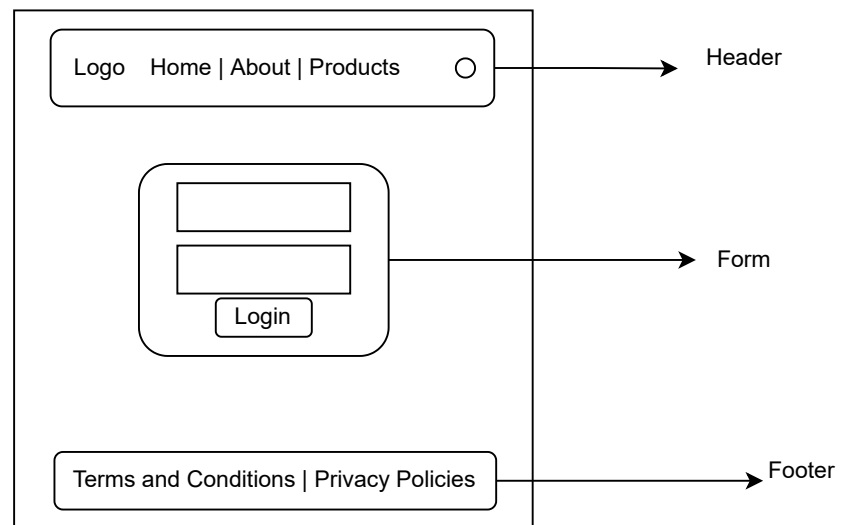 Logo Home | About | Products
Header
Form
Login
Terms and Conditions | Privacy Policies
Footer